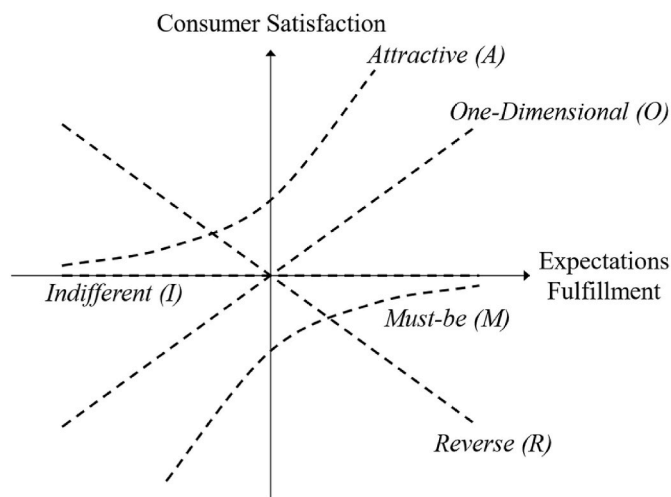 Consumer Satisfaction
Attractive (A)
One-Dimensional (O)
Expectations
Fulfillment
Indifferent (I)
Must-be (M)
Reverse (R)